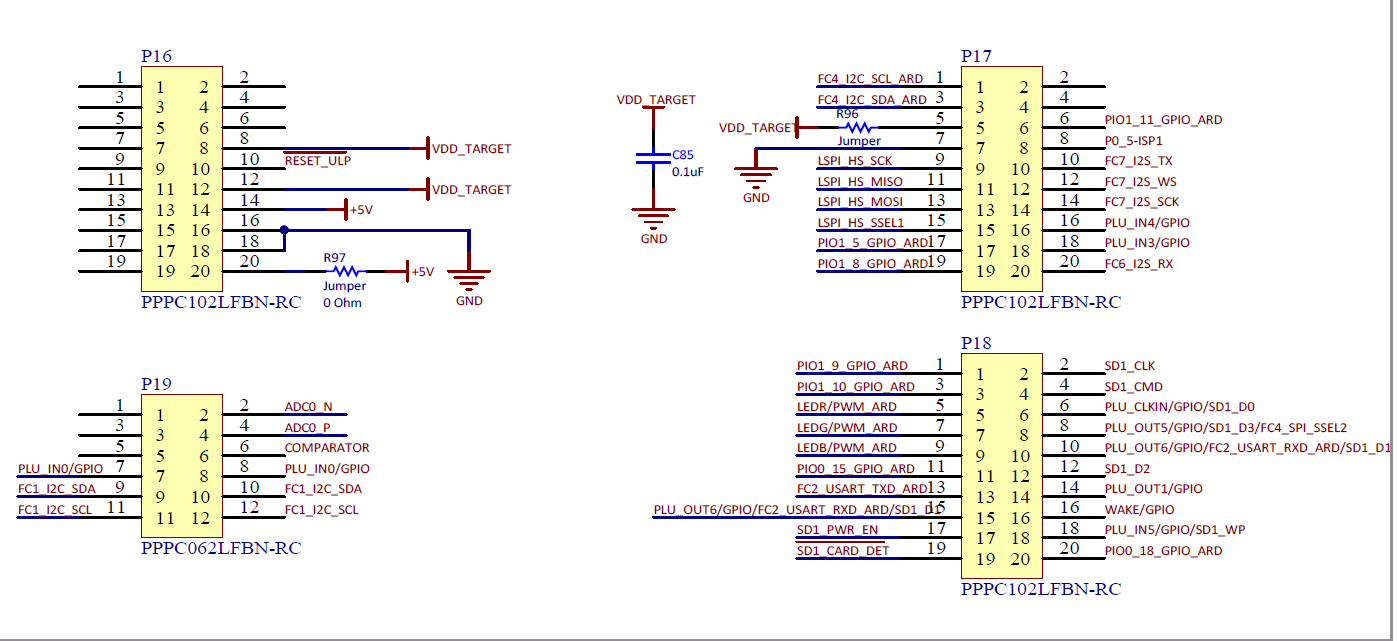 P16
1 1 2 2
3 3 4 4
5 5 6 6
7 7 8 8 VDD_TARGET
9 9 10 10 RESET_ULP
11 11 12 12 VDD_TARGET
13 13 14 14 +5V
15 15 16 16
17 17 18 18
19 19 20 20 R97 +5V
Jumper
0 Ohm
GND
PPPC102LFBN-RC
VDD_TARGET
C85
0.1uF
GND
P17
FC4_I2C_SCL_ARD 1 1 2 2
FC4_I2C_SDA_ARD 3 3 4 4
VDD_TARGET R96 5 5 6 6 PIO1_11_GPIO_ARD
Jumper 7 7 8 8 P0_5-ISP1
GND
LSPI_HS_SCK 9 9 10 10 FC7_I2S_TX
LSPI_HS_MISO 11 11 12 12 FC7_I2S_WS
LSPI_HS_MOSI 13 13 14 14 FC7_I2S_SCK
LSPI_HS_SSEL1 15 15 16 16 PLU_IN4/GPIO
PIO1_5_GPIO_ARD 17 17 18 18 PLU_IN3/GPIO
PIO1_8_GPIO_ARD 19 19 20 20 FC6_I2S_RX
PPPC102LFBN-RC
P19
1 1 2 2 ADC0_N
3 3 4 4 ADC0_P
5 5 6 6 COMPARATOR
PLU_IN0/GPIO 7 7 8 8 PLU_IN0/GPIO
FC1_I2C_SDA 9 9 10 10 FC1_I2C_SDA
FC1_I2C_SCL 11 11 12 12 FC1_I2C_SCL
PPPC062LFBN-RC
P18
PIO1_9_GPIO_ARD 1 1 2 2 SD1_CLK
PIO1_10_GPIO_ARD 3 3 4 4 SD1_CMD
LEDR/PWM_ARD 5 5 6 6 PLU_CLKIN/GPIO/SD1_D0
LEDG/PWM_ARD 7 7 8 8 PLU_OUT5/GPIO/SD1_D3/FC4_SPI_SSEL2
LEDB/PWM_ARD 9 9 10 10 PLU_OUT6/GPIO/FC2_USART_RXD_ARD/SD1_D1
PIO0_15_GPIO_ARD 11 11 12 12 SD1_D2
FC2_USART_TXD_ARD 13 13 14 14 PLU_OUT1/GPIO
PLU_OUT6/GPIO/FC2_USART_RXD_ARD/SD1_D1 15 15 16 16 WAKE/GPIO
SD1_PWR_EN 17 17 18 18 PLU_IN5/GPIO/SD1_WP
SD1_CARD_DET 19 19 20 20 PIO0_18_GPIO_ARD
PPPC102LFBN-RC